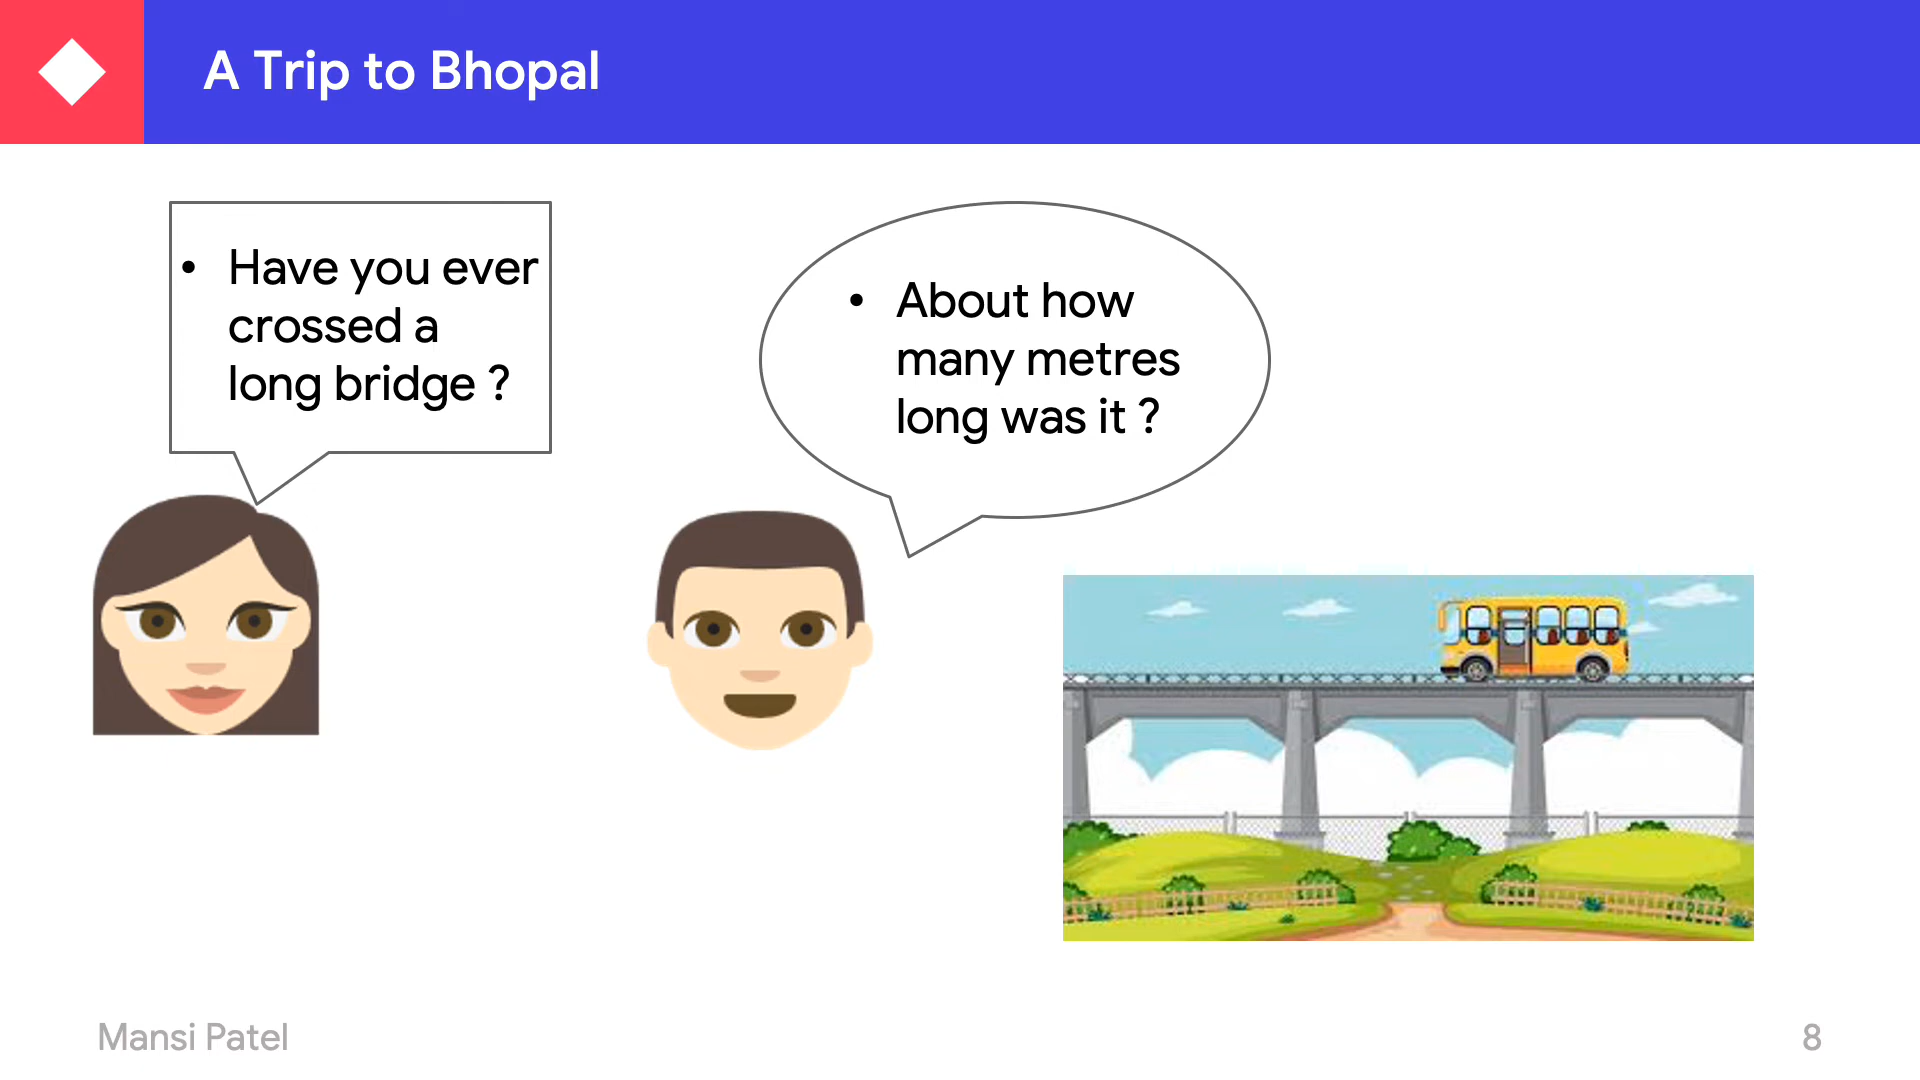 A Trip to Bhopal
• Have you ever
crossed a
long bridge ?
• About how
many metres
long was it ?
Mansi Patel
8